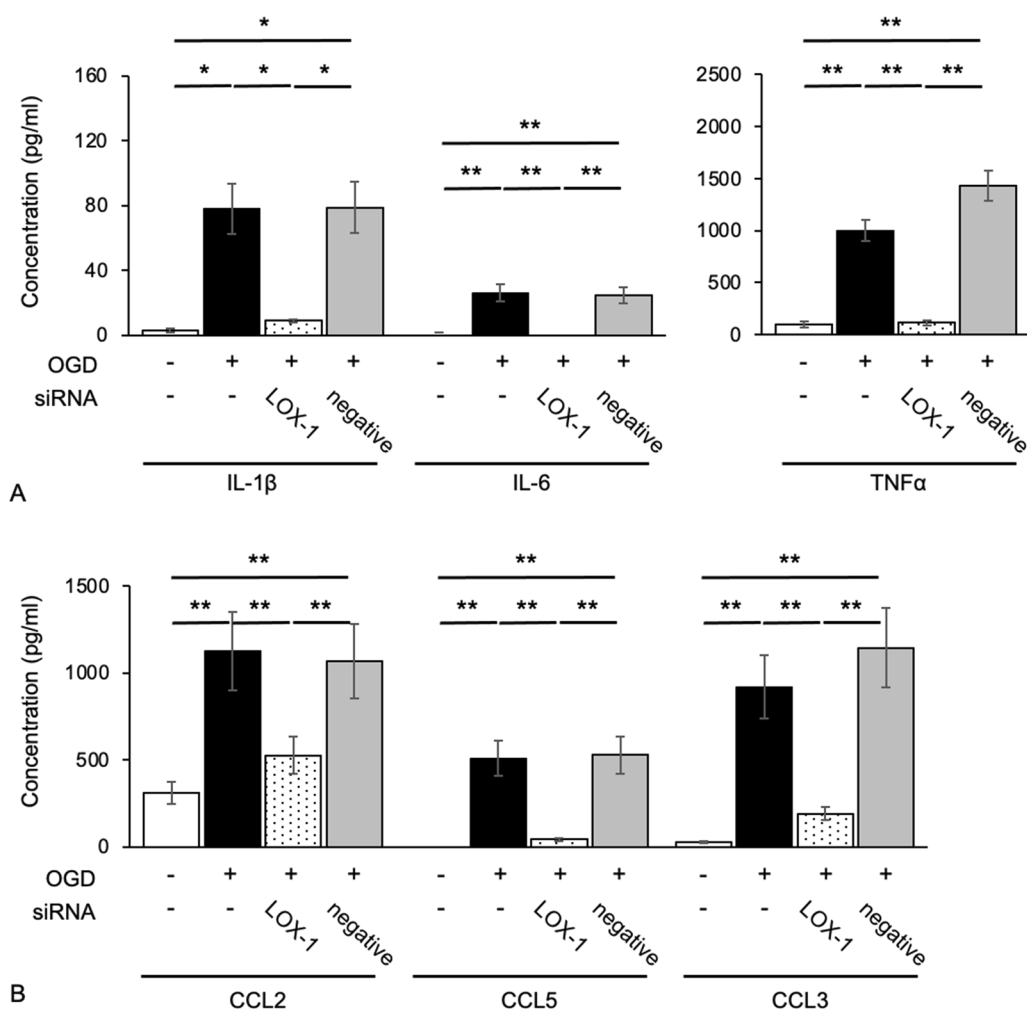 * **
* * * ** ** **
160 2500
120 ** 2000
** ** ** 1500
80 1000
40 500
0 0
Concentration (pg/ml)
OGD - + + + - + + + - + + +
siRNA - - LOX-1 negative - - LOX-1 negative - - LOX-1 negative
A IL-1β IL-6 TNFα
** ** **
** ** ** ** ** ** ** ** **
1500
1000
500
0
Concentration (pg/ml)
OGD - + + + - + + + - + + +
siRNA - - LOX-1 negative - - LOX-1 negative - - LOX-1 negative
B CCL2 CCL5 CCL3